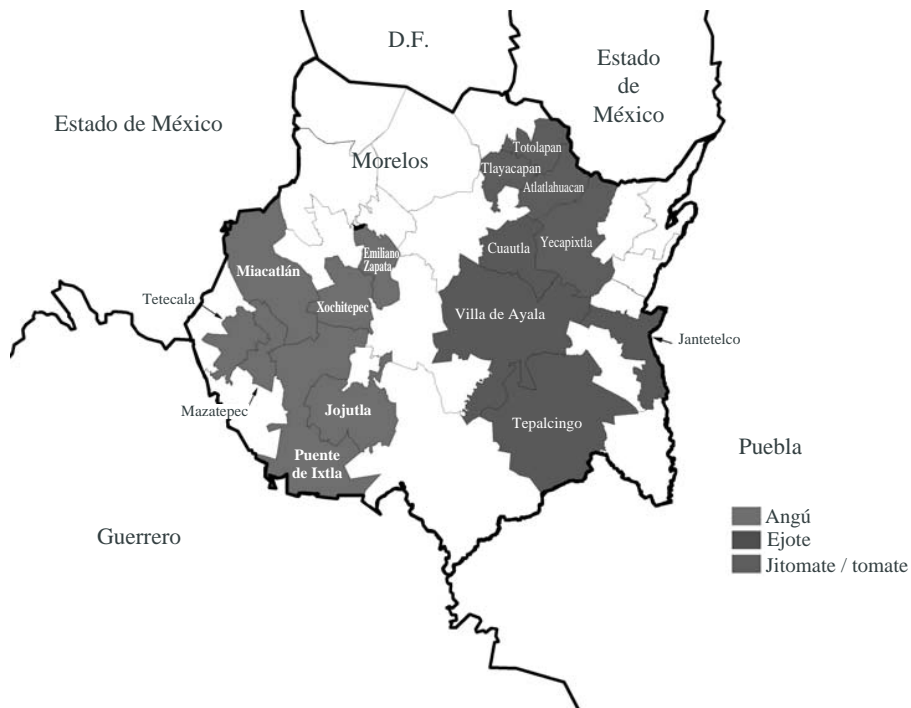 D.F.
Estado
de
México
Estado de México
Morelos
Totolapan
Tlayacapan
Atlatlahuacan
Cuautla
Yecapixtla
Emiliano
Zapata
Miacatlán
Xochitepec
Tetecala
Villa de Ayala
Jantetelco
Mazatepec
Jojutla
Tepalcingo
Puente
de Ixtla
Puebla
Guerrero
Angú
Ejote
Jitomate / tomate